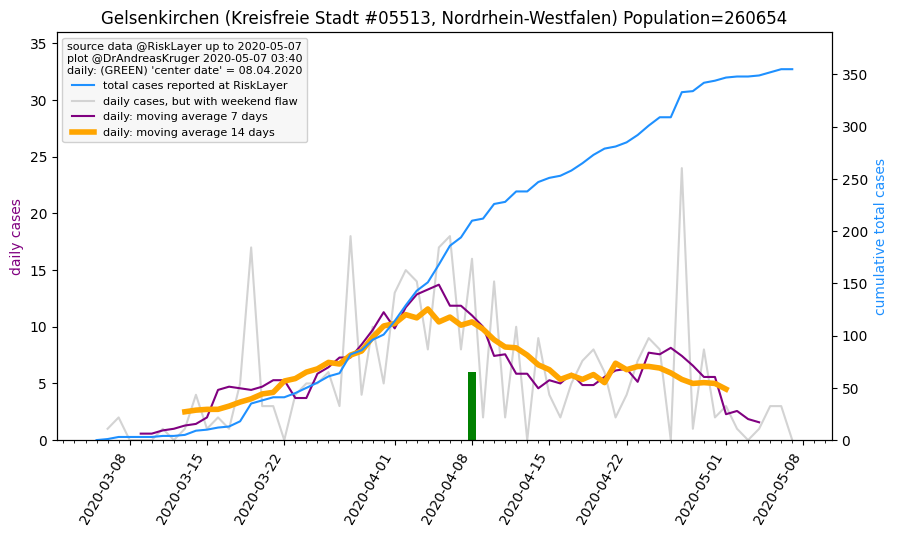 Gelsenkirchen (Kreisfreie Stadt #05513, Nordrhein-Westfalen) Population=260654
source data @RiskLayer up to 2020-05-07
plot @DrAndreasKruger 2020-05-07 03:40
daily: (GREEN) 'center date' = 08.04.2020
total cases reported at RiskLayer
daily cases, but with weekend flaw
daily: moving average 7 days
daily: moving average 14 days
35
30
25
20
15
10
5
0
daily cases
350
300
250
200
150
100
50
0
cumulative total cases
2020-03-08
2020-03-15
2020-03-22
2020-04-01
2020-04-08
2020-04-15
2020-04-22
2020-05-01
2020-05-08